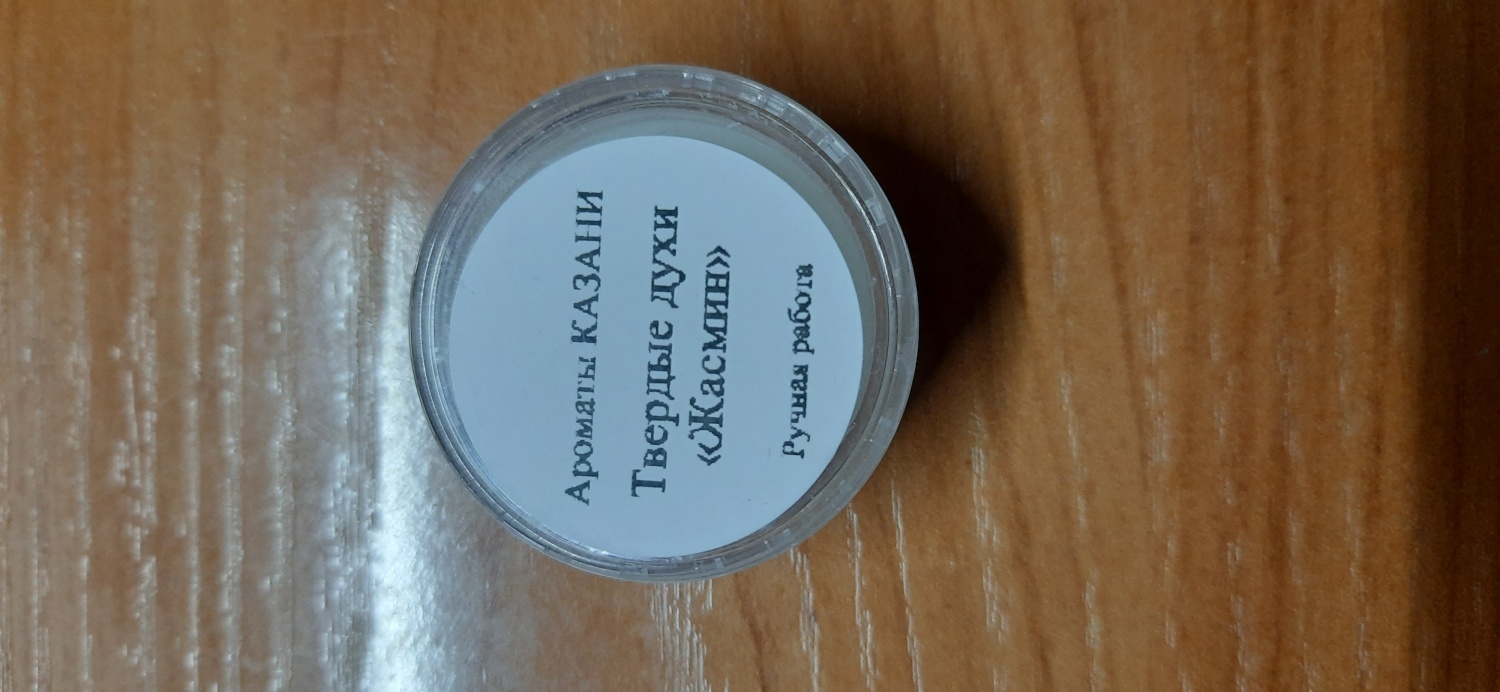 Ароматы КАЗАНИ
Твердые духи
«Жасмин»
Ручная работа